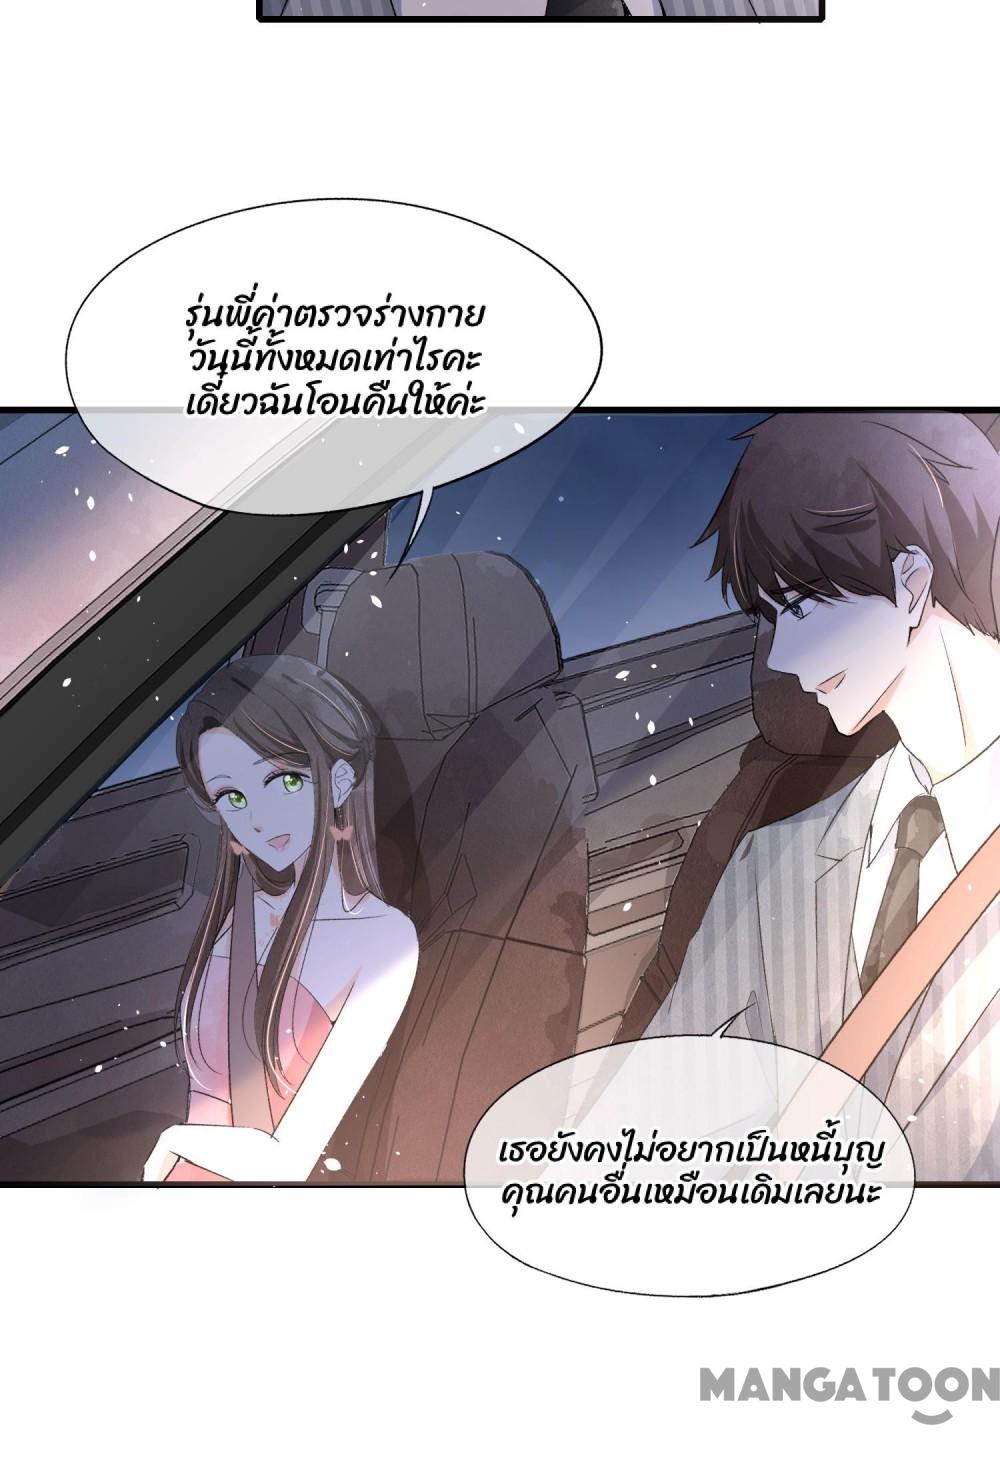 รุ่นพี่ค่าตรวจร่างกาย
วันนี้ทั้งหมดเท่าไรคะ
เดี๋ยวฉันโอนคืนให้ค่ะ
เธอยังคงไม่อยากเป็นหนี้บุญ
คุณคนอื่นเหมือนเดิมเลยนะ
MANGATOON